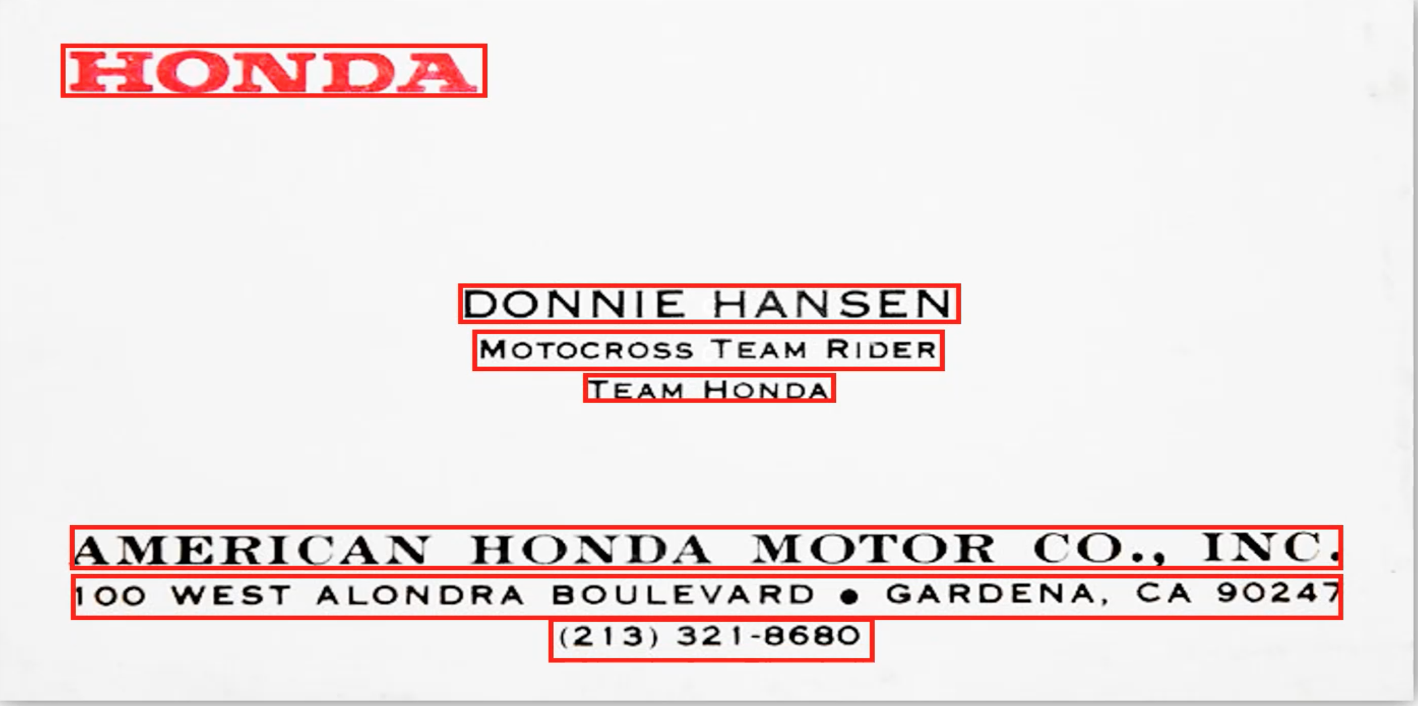 HONDA
DONNIE HANSEN
MOTOCROSS TEAM RIDER
TEAM HONDA
AMERICAN HONDA MOTOR CO., INC.
100 WEST ALONDRA BOULEVARD ● GARDENA, CA 90247
(213) 321-8680